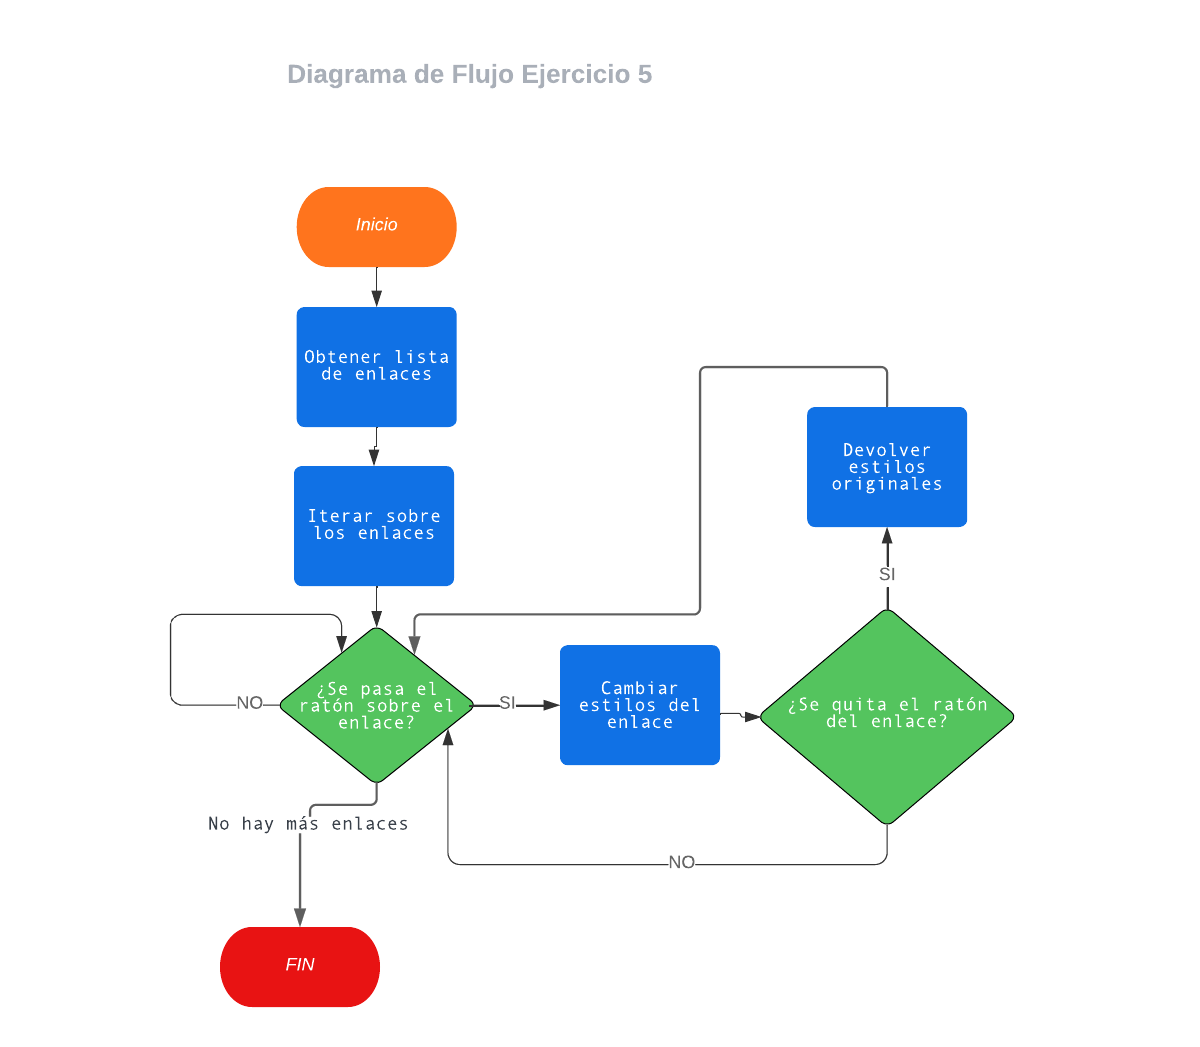 Diagrama de Flujo Ejercicio 5
Inicio
Obtener lista
de enlaces
Iterar sobre
los enlaces
¿Se pasa el
ratón sobre el
enlace?
NO
SI
Cambiar
estilos del
enlace
¿Se quita el ratón
del enlace?
SI
Devolver
estilos
originales
NO
No hay más enlaces
FIN